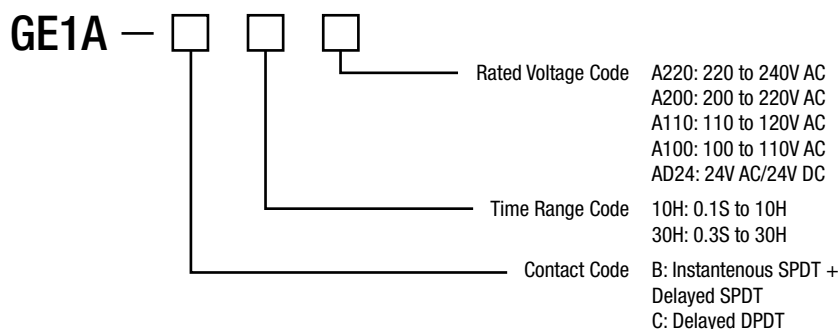 GE1A –
Rated Voltage Code A220: 220 to 240V AC
A200: 200 to 220V AC
A110: 110 to 120V AC
A100: 100 to 110V AC
AD24: 24V AC/24V DC
Time Range Code 10H: 0.1S to 10H
30H: 0.3S to 30H
Contact Code B: Instantenous SPDT +
Delayed SPDT
C: Delayed DPDT